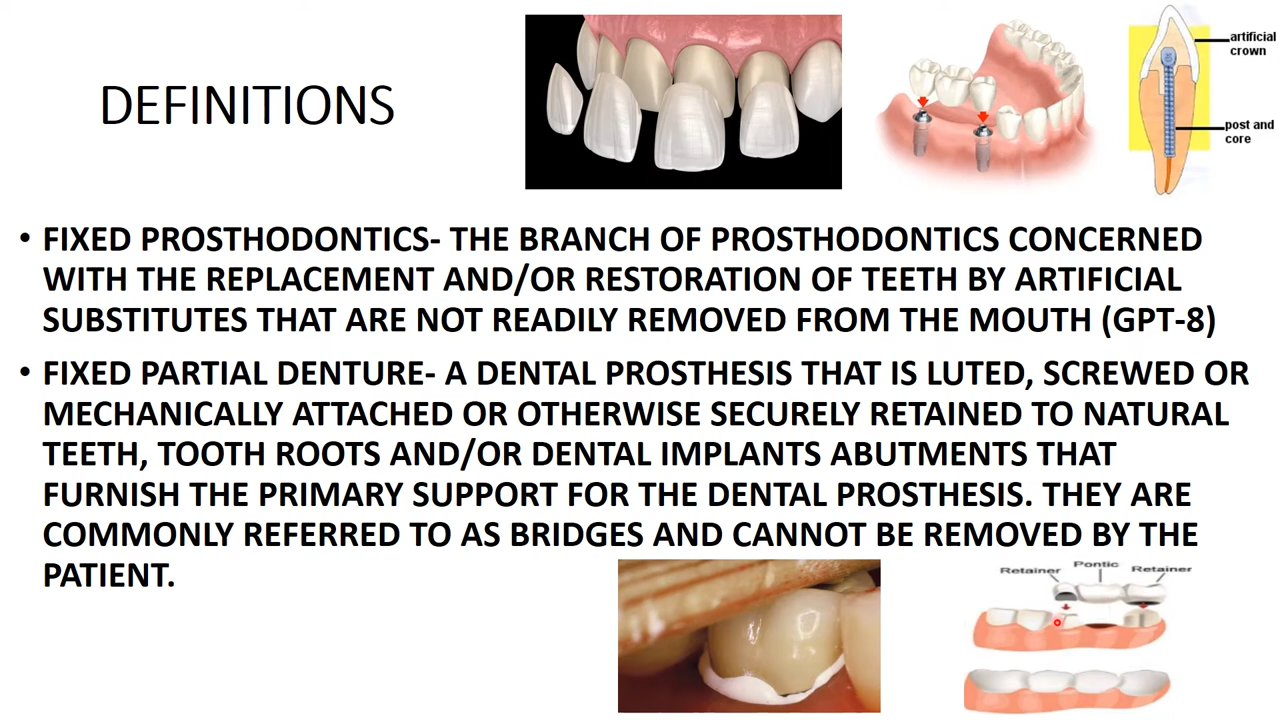 DEFINITIONS
artificial
crown
post and
core
• FIXED PROSTHODONTICS- THE BRANCH OF PROSTHODONTICS CONCERNED
WITH THE REPLACEMENT AND/OR RESTORATION OF TEETH BY ARTIFICIAL
SUBSTITUTES THAT ARE NOT READILY REMOVED FROM THE MOUTH (GPT-8)
• FIXED PARTIAL DENTURE- A DENTAL PROSTHESIS THAT IS LUTED, SCREWED OR
MECHANICALLY ATTACHED OR OTHERWISE SECURELY RETAINED TO NATURAL
TEETH, TOOTH ROOTS AND/OR DENTAL IMPLANTS ABUTMENTS THAT
FURNISH THE PRIMARY SUPPORT FOR THE DENTAL PROSTHESIS. THEY ARE
COMMONLY REFERRED TO AS BRIDGES AND CANNOT BE REMOVED BY THE
PATIENT.
Retainer Pontic Retainer